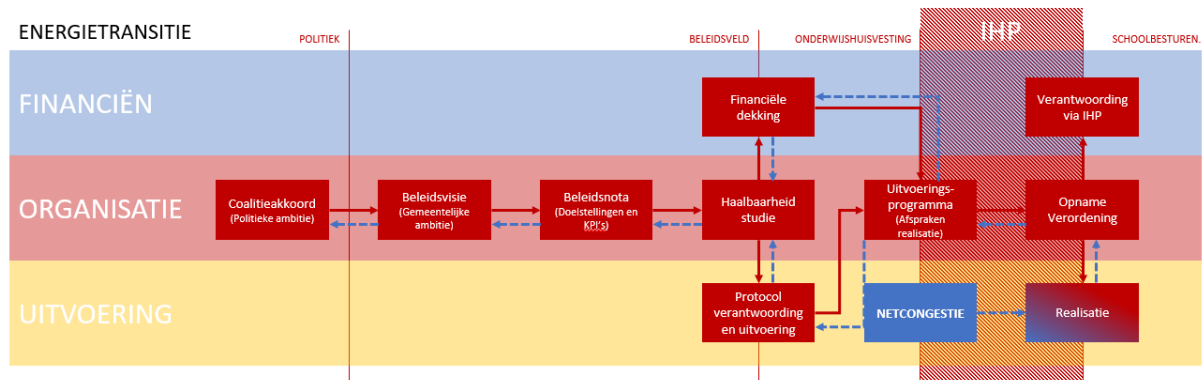 ENERGIETRANSITIE
POLITIEK
BELEIDSVELD
ONDERWIJSHUISVESTING
IHP
SCHOOLBESTUREN.
FINANCIËN
Financiële
dekking
Verantwoording
via IHP
ORGANISATIE
Coalitieakkoord
(Politieke ambitie)
Beleidsvisie
(Gemeentelijke
ambitie)
Beleidsnota
(Doelstellingen en
KPI's)
Haalbaarheid
studie
Uitvoerings-
programma
(Afspraken
realisatie)
Opname
Verordening
UITVOERING
Protocol
verantwoording
en uitvoering
NETCONGESTIE
Realisatie